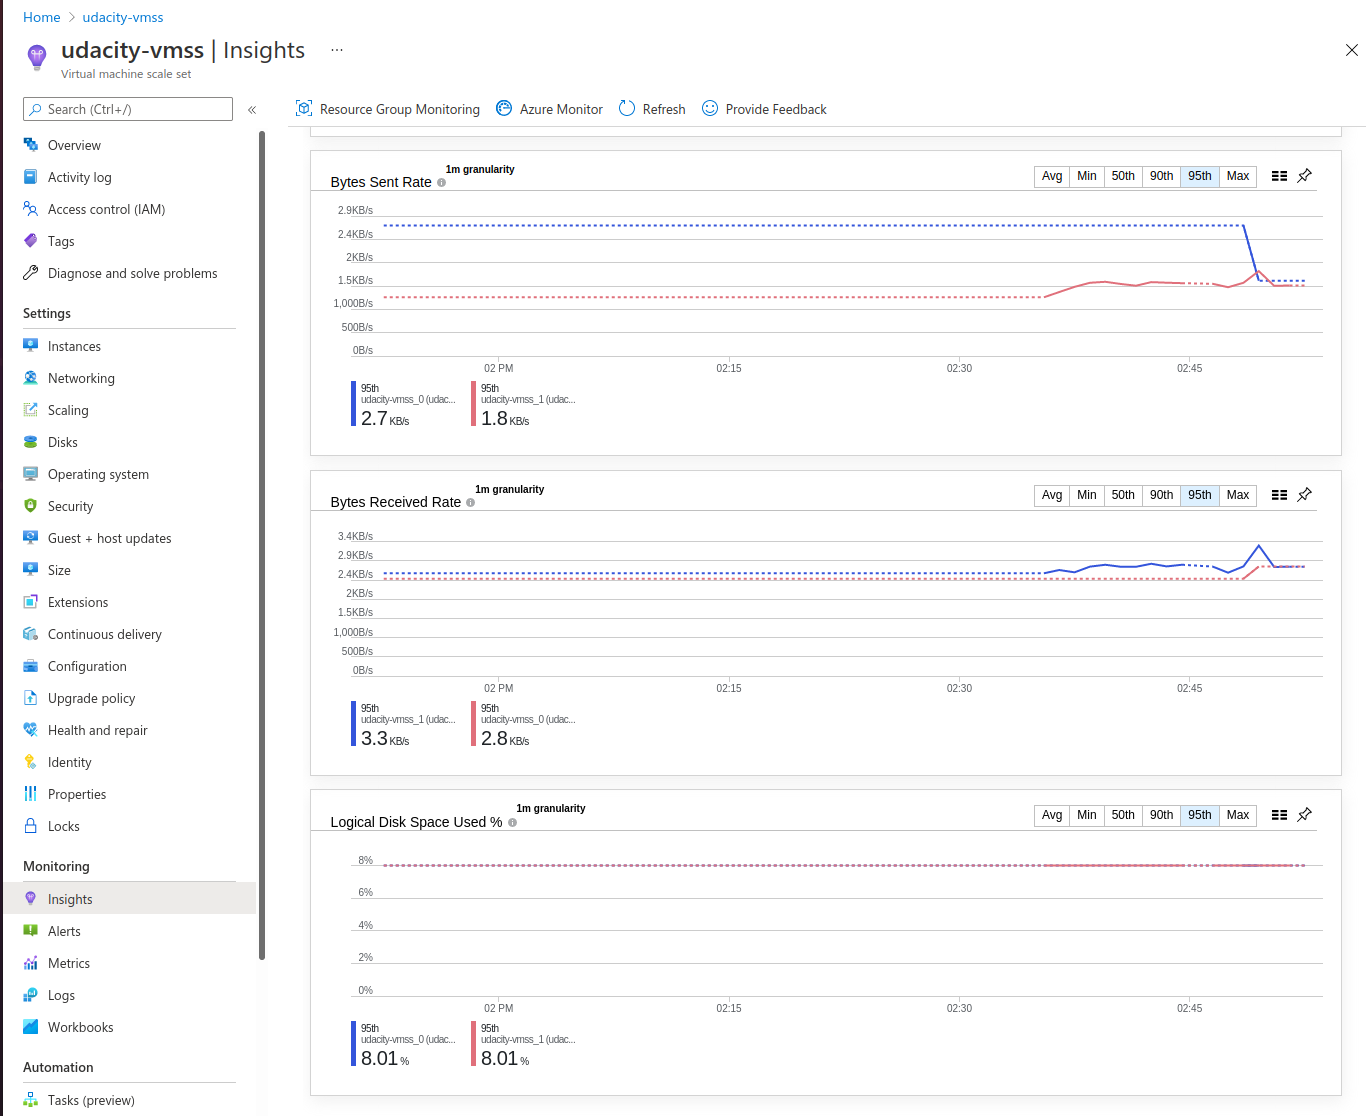 Home > udacity-vmss
udacity-vmss | Insights ...
Virtual machine scale set
Search (Ctrl+/)
«
Overview
Activity log
Access control (IAM)
Tags
Diagnose and solve problems
Settings
Instances
Networking
Scaling
Disks
Operating system
Security
Guest + host updates
Size
Extensions
Continuous delivery
Configuration
Upgrade policy
Health and repair
Identity
Properties
Locks
Monitoring
Insights
Alerts
Metrics
Logs
Workbooks
Automation
Tasks (preview)
Resource Group Monitoring Azure Monitor Refresh Provide Feedback
Bytes Sent Rate 1m granularity
Avg Min 50th 90th 95th Max
2.9KB/s
2.4KB/s
2KB/s
1.5KB/s
1,000B/s
500B/s
0B/s
02 PM 02:15 02:30 02:45
95th 95th
udacity-vmss_0 (udac... udacity-vmss_1 (udac...
2.7 KB/s 1.8 KB/s
Bytes Received Rate 1m granularity
Avg Min 50th 90th 95th Max
3.4KB/s
2.9KB/s
2.4KB/s
2KB/s
1.5KB/s
1,000B/s
500B/s
0B/s
02 PM 02:15 02:30 02:45
95th 95th
udacity-vmss_1 (udac... udacity-vmss_0 (udac...
3.3 KB/s 2.8 KB/s
Logical Disk Space Used % 1m granularity
Avg Min 50th 90th 95th Max
8%
6%
4%
2%
0%
02 PM 02:15 02:30 02:45
95th 95th
udacity-vmss_0 (udac... udacity-vmss_1 (udac...
8.01 % 8.01 %